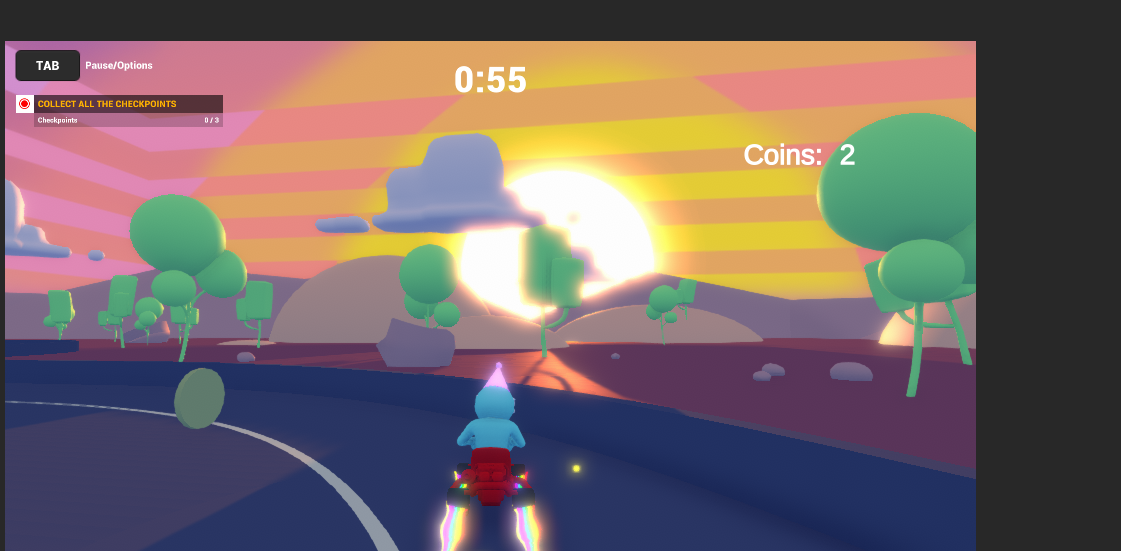 TAB Pause/Options
0:55
COLLECT ALL THE CHECKPOINTS
Checkpoints 0 / 3
Coins: 2